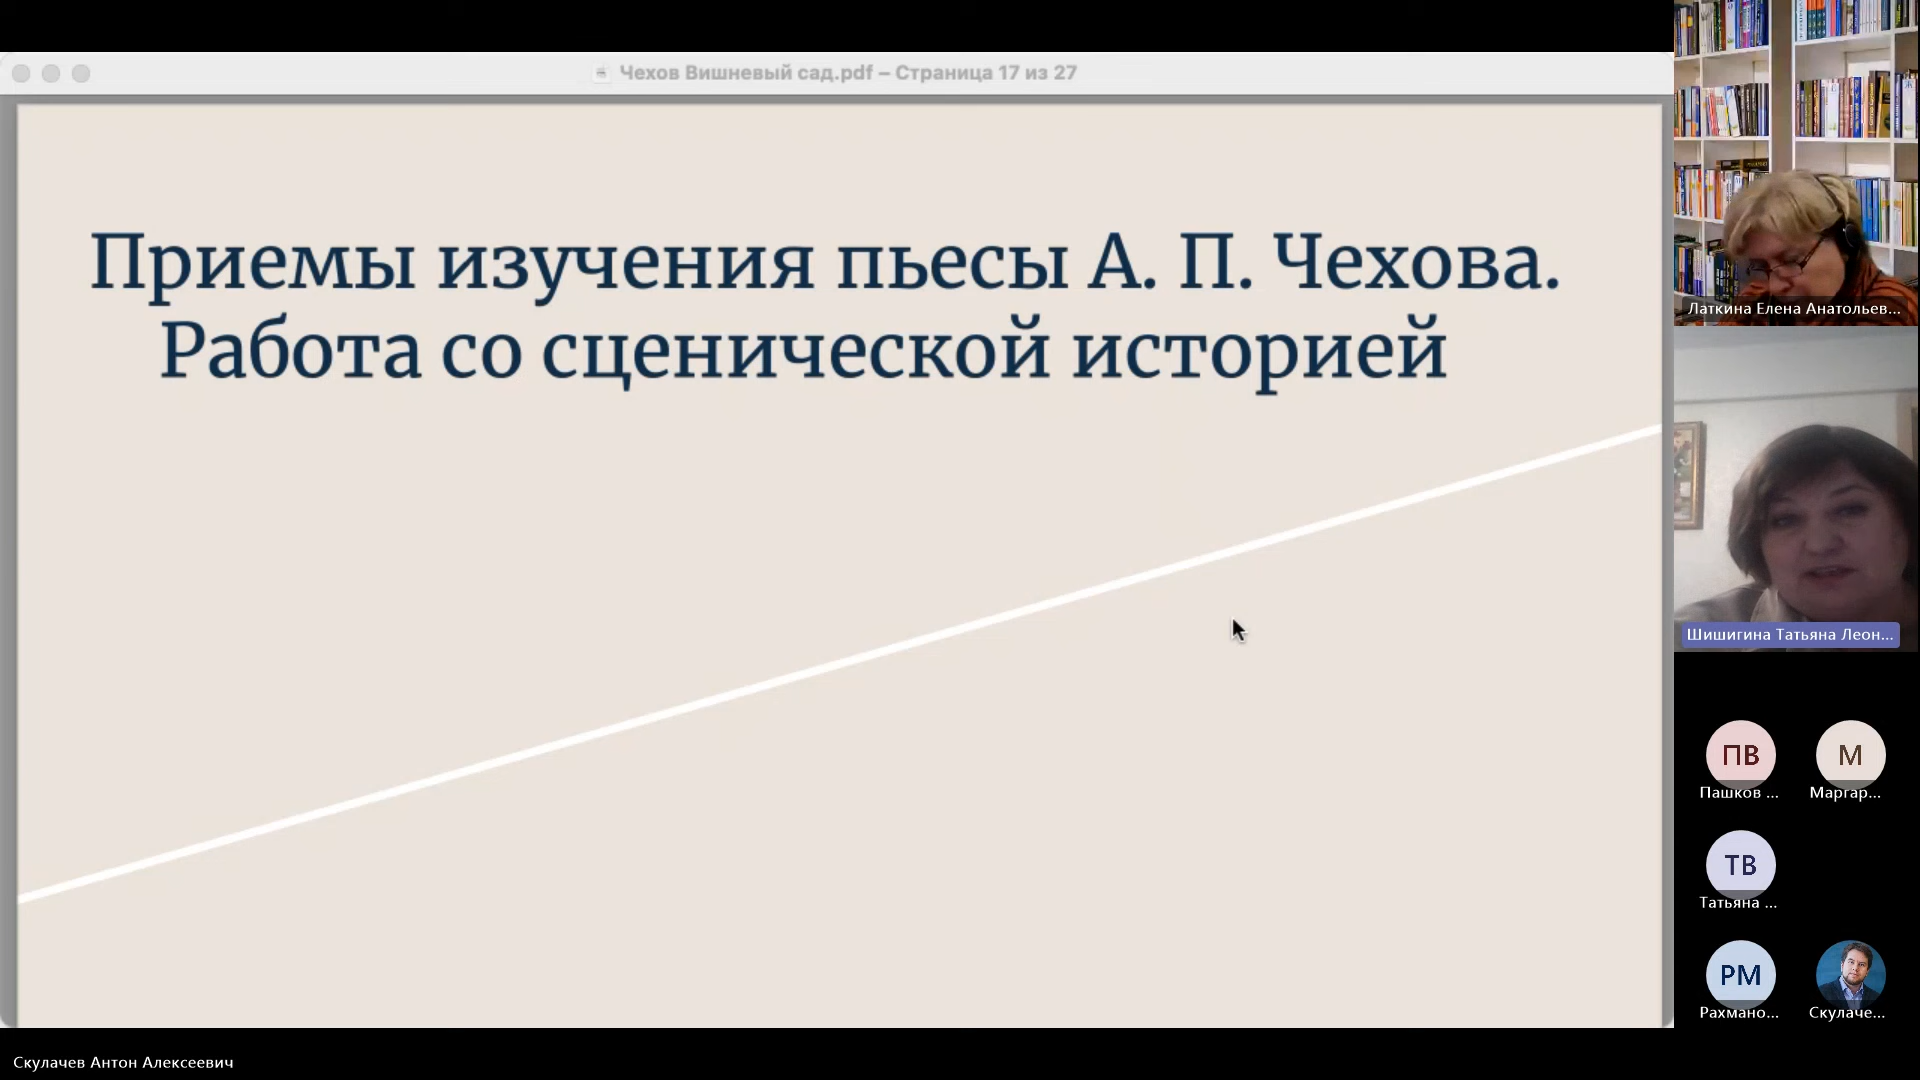 Чехов Вишневый сад.pdf – Страница 17 из 27
Приемы изучения пьесы А. П. Чехова.
Работа со сценической историей
Латкина Елена Анатольев...
Шишигина Татьяна Леон...
ПВ
М
Пашков ...
Маргар...
ТВ
Татьяна ...
РМ
Рахмано...
Скулаче...
Скулачев Антон Алексеевич